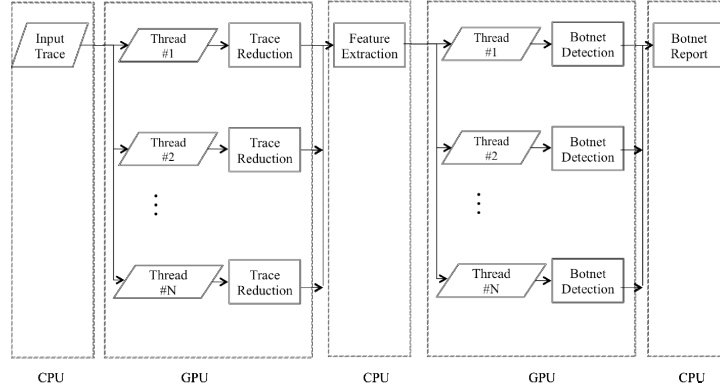 Input
Trace
Thread
#1
Trace
Reduction
Feature
Extraction
Thread
#1
Botnet
Detection
Botnet
Report
Thread
#2
Trace
Reduction
Thread
#2
Botnet
Detection
Thread
#N
Trace
Reduction
Thread
#N
Botnet
Detection
CPU
GPU
CPU
GPU
CPU